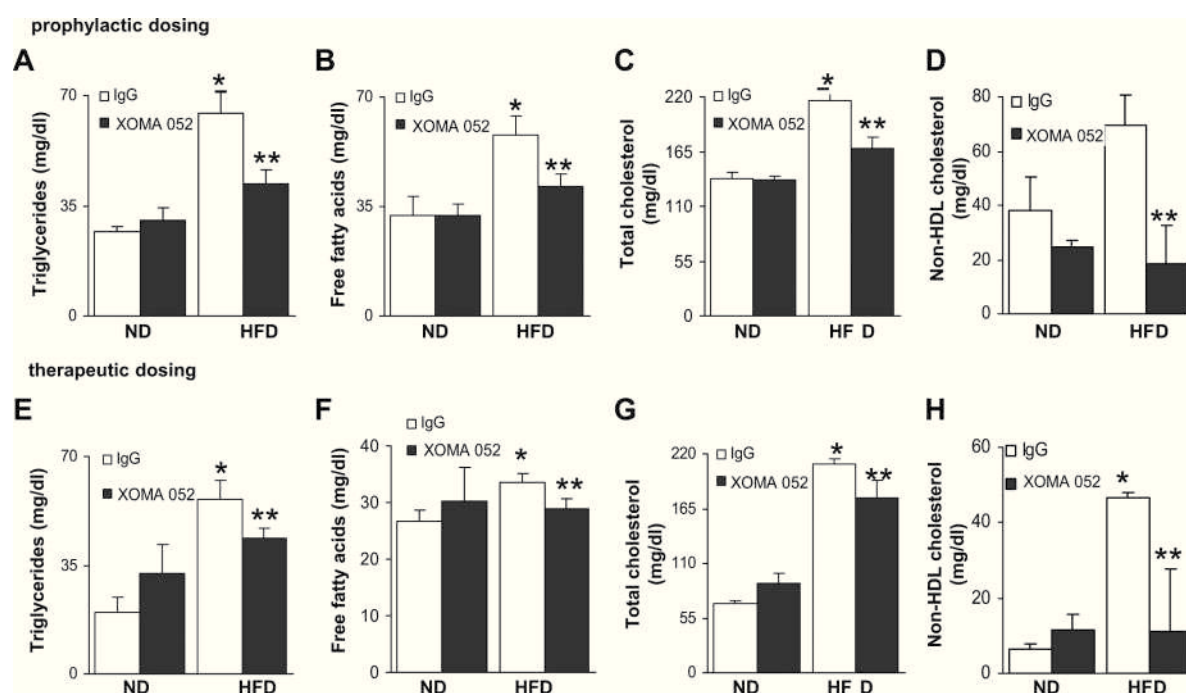 prophylactic dosing
A
Triglycerides (mg/dl)
70
35
0
IgG
XOMA 052
*
**
ND HFD
B
Free fatty acids (mg/dl)
70
35
0
IgG
XOMA 052
*
**
ND HFD
C
Total cholesterol
(mg/dl)
220
165
110
55
0
IgG
XOMA 052
*
**
ND HF D
D
Non-HDL cholesterol
(mg/dl)
80
60
40
20
0
IgG
XOMA 052
**
ND HFD
therapeutic dosing
E
Triglycerides (mg/dl)
70
35
0
IgG
XOMA 052
*
**
ND HFD
F
Free fatty acids (mg/dl)
40
30
20
10
0
IgG
XOMA 052
*
**
ND HFD
G
Total cholesterol
(mg/dl)
220
165
110
55
0
IgG
XOMA 052
*
**
ND HF D
H
Non-HDL cholesterol
(mg/dl)
60
40
20
0
IgG
XOMA 052
*
**
ND HFD